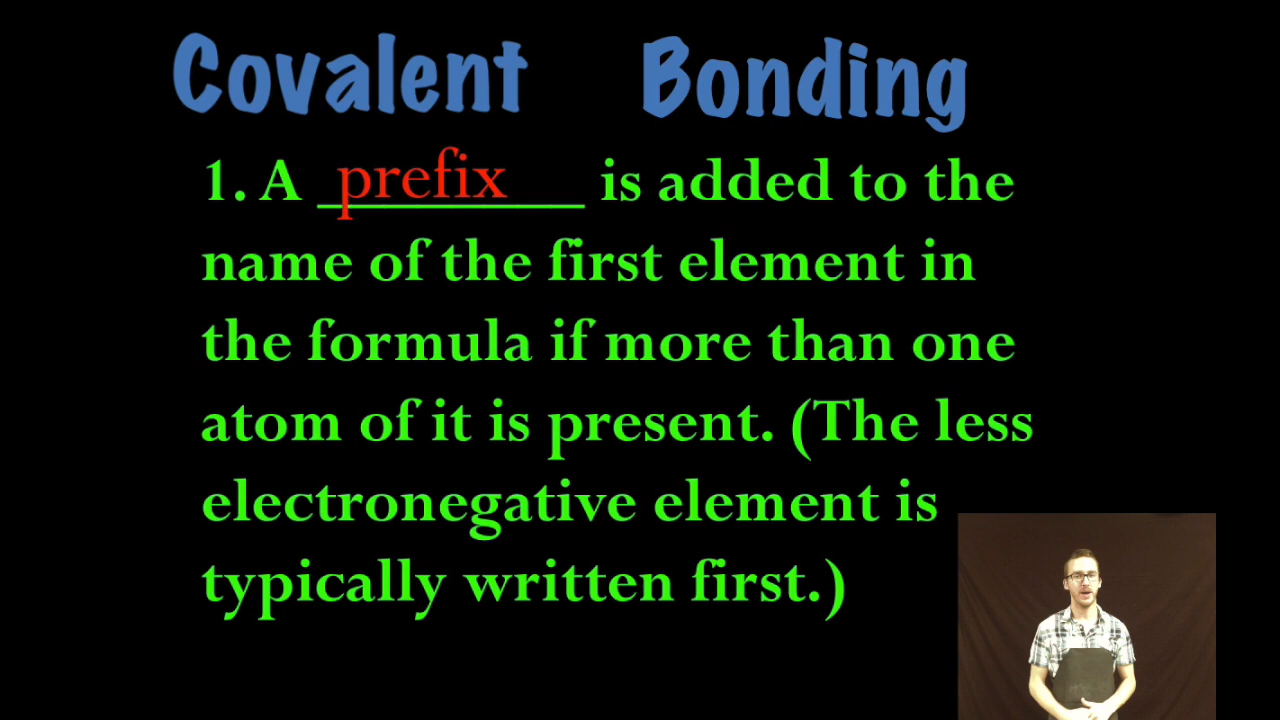 Covalent Bonding
1. A prefix is added to the
name of the first element in
the formula if more than one
atom of it is present. (The less
electronegative element is
typically written first.)